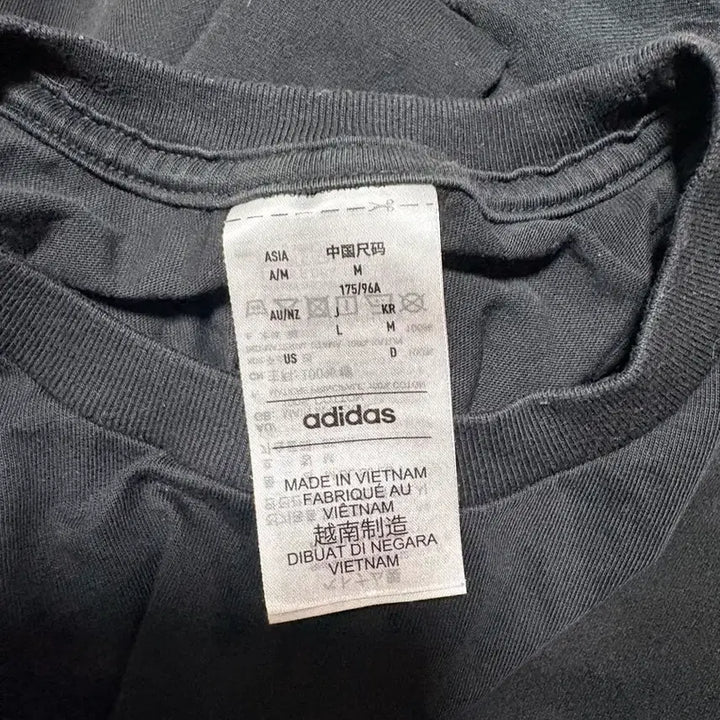 ASIA 中国尺码
A/M M
175/96A
AU/NZ J KR
L M
US D
adidas
MADE IN VIETNAM
FABRIQUÉ AU
VIÊTNAM
越南制造
DIBUAT DI NEGARA
VIETNAM